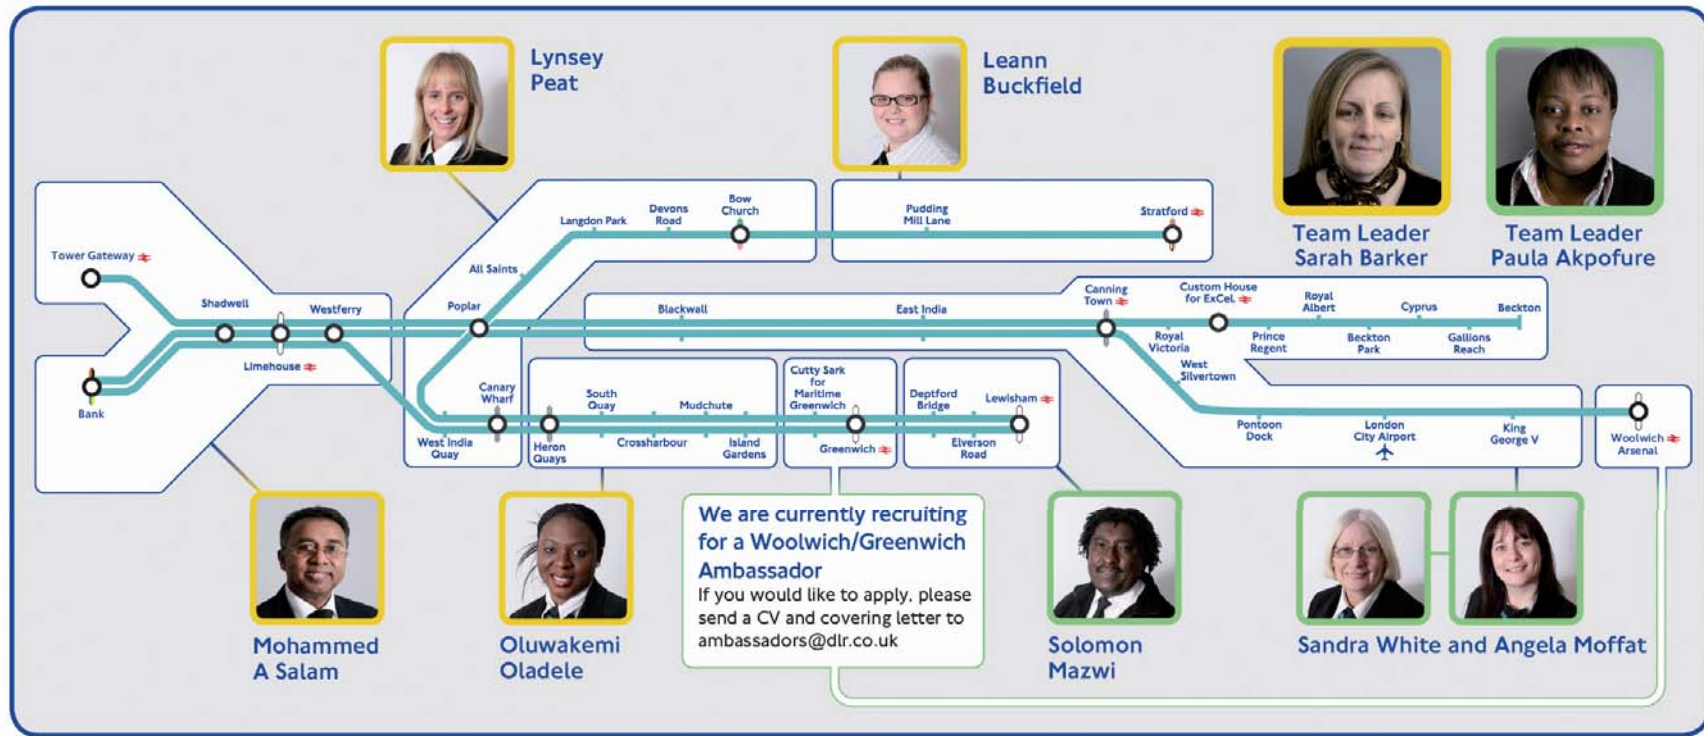 Lynsey
Peat
Leann
Buckfield
Team Leader
Sarah Barker
Team Leader
Paula Akpofure
Tower Gateway
Shadwell
Limehouse
Westferry
Bank
Poplar
All Saints
Langdon Park
Devons
Road
Bow
Church
Pudding
Mill Lane
Stratford
Blackwall
East India
Canning
Town
Royal
Victoria
Custom House
for ExCeL
Prince
Regent
Royal
Albert
Beckton
Park
Cyprus
Gallions
Reach
Beckton
West India
Quay
Canary
Wharf
Heron
Quays
South
Quay
Crossharbour
Mudchute
Island
Gardens
Cutty Sark
for
Maritime
Greenwich
Greenwich
Deptford
Bridge
Elverson
Road
Lewisham
West
Silvertown
Pontoon
Dock
London
City Airport
King
George V
Woolwich
Arsenal
Mohammed
A Salam
Oluwakemi
Oladele
We are currently recruiting
for a Woolwich/Greenwich
Ambassador
If you would like to apply, please
send a CV and covering letter to
ambassadors@dlr.co.uk
Solomon
Mazwi
Sandra White and Angela Moffat